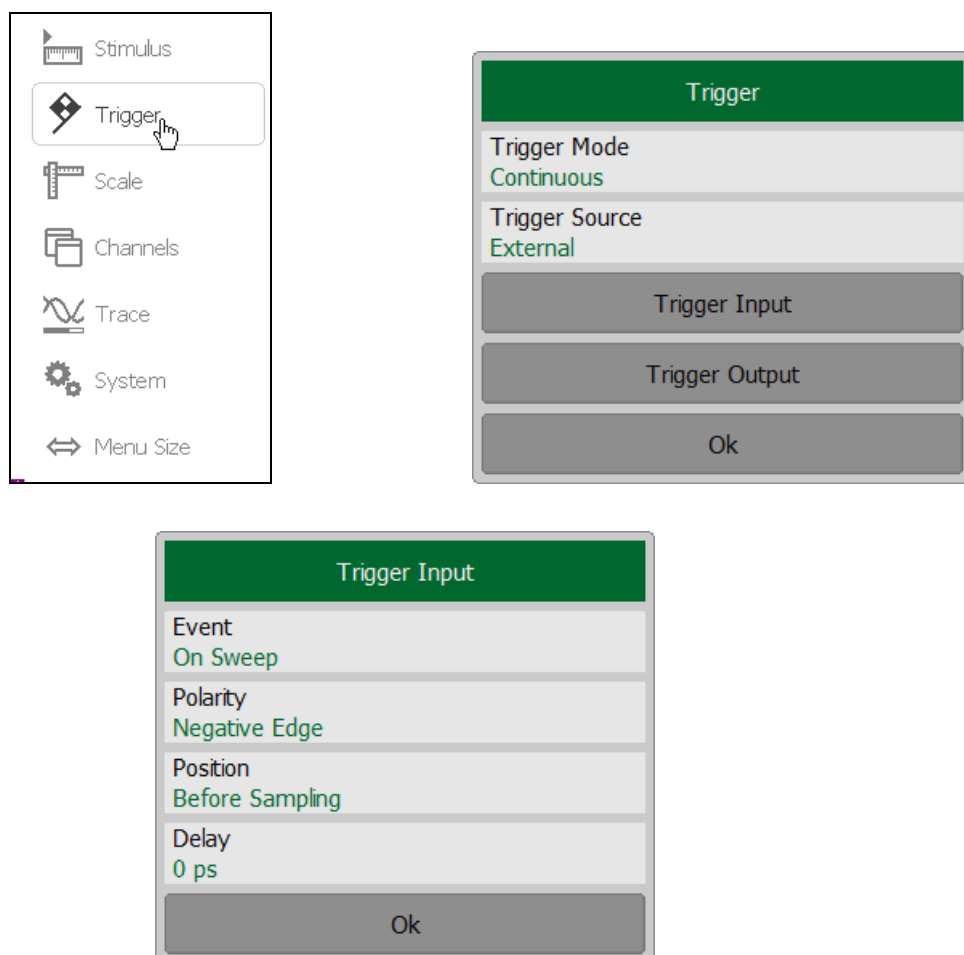 Stimulus
Trigger
Scale
Channels
Trace
System
Menu Size
Trigger
Trigger Mode
Continuous
Trigger Source
External
Trigger Input
Trigger Output
Ok
Trigger Input
Event
On Sweep
Polarity
Negative Edge
Position
Before Sampling
Delay
0 ps
Ok